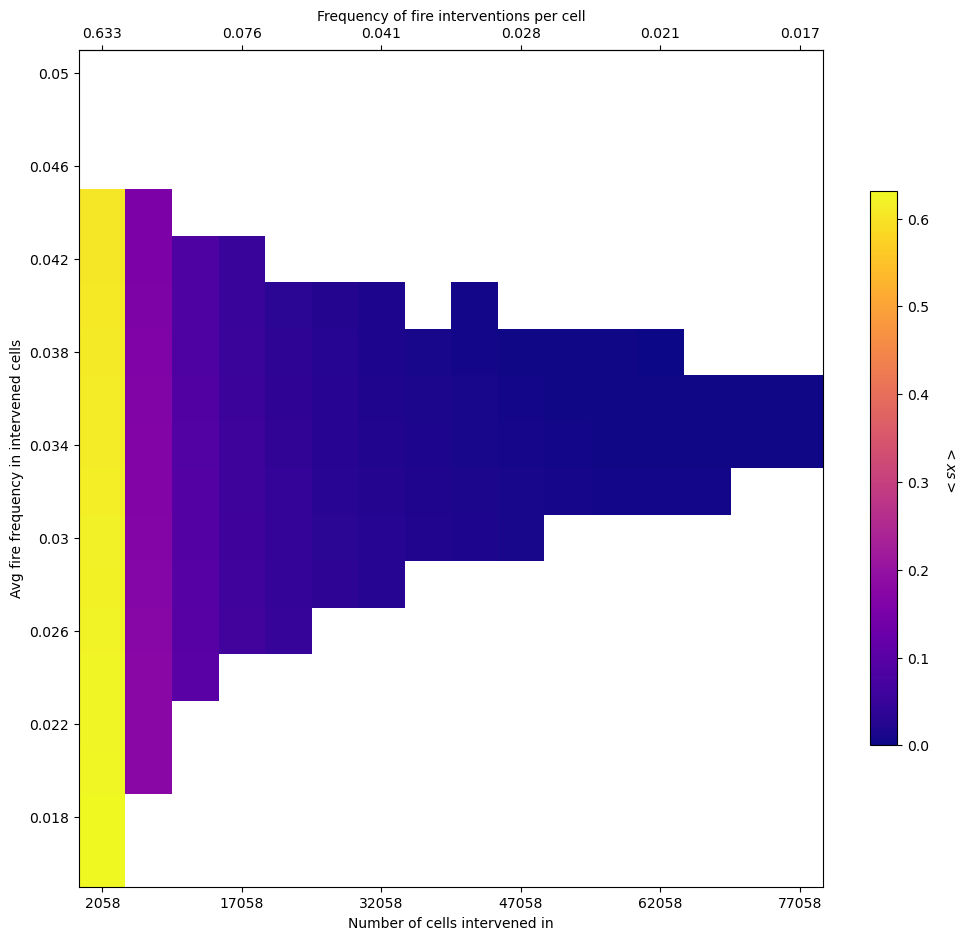 Frequency of fire interventions per cell
0.633 0.076 0.041 0.028 0.021 0.017
Avg fire frequency in intervened cells
0.05
0.046
0.042
0.038
0.034
0.03
0.026
0.022
0.018
2058 17058 32058 47058 62058 77058
Number of cells intervened in
0.6
0.5
0.4
0.3
0.2
0.1
0.0
< xs >